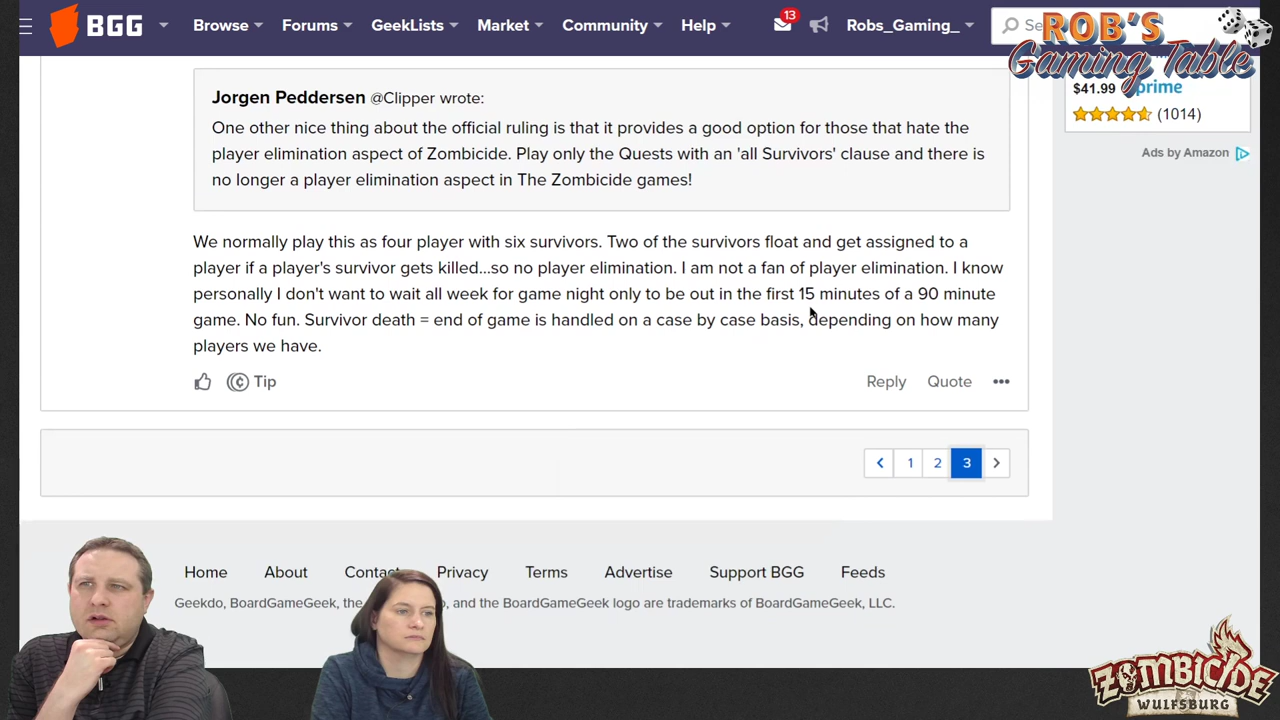 BGG Browse Forums GeekLists Market Community Help 13 Robs_Gaming_ Se
ROB'S
Gaming Table
$41.99 prime
(1014)
Ads by Amazon
Jorgen Peddersen @Clipper wrote:
One other nice thing about the official ruling is that it provides a good option for those that hate the
player elimination aspect of Zombicide. Play only the Quests with an 'all Survivors' clause and there is
no longer a player elimination aspect in The Zombicide games!
We normally play this as four player with six survivors. Two of the survivors float and get assigned to a
player if a player's survivor gets killed...so no player elimination. I am not a fan of player elimination. I know
personally I don't want to wait all week for game night only to be out in the first 15 minutes of a 90 minute
game. No fun. Survivor death = end of game is handled on a case by case basis, depending on how many
players we have.
Tip Reply Quote
1 2 3
Home About Contact Privacy Terms Advertise Support BGG Feeds
Geekdo, BoardGameGeek, the o, and the BoardGameGeek logo are trademarks of BoardGameGeek, LLC.
ZOMBICIDE
WULFSBURG